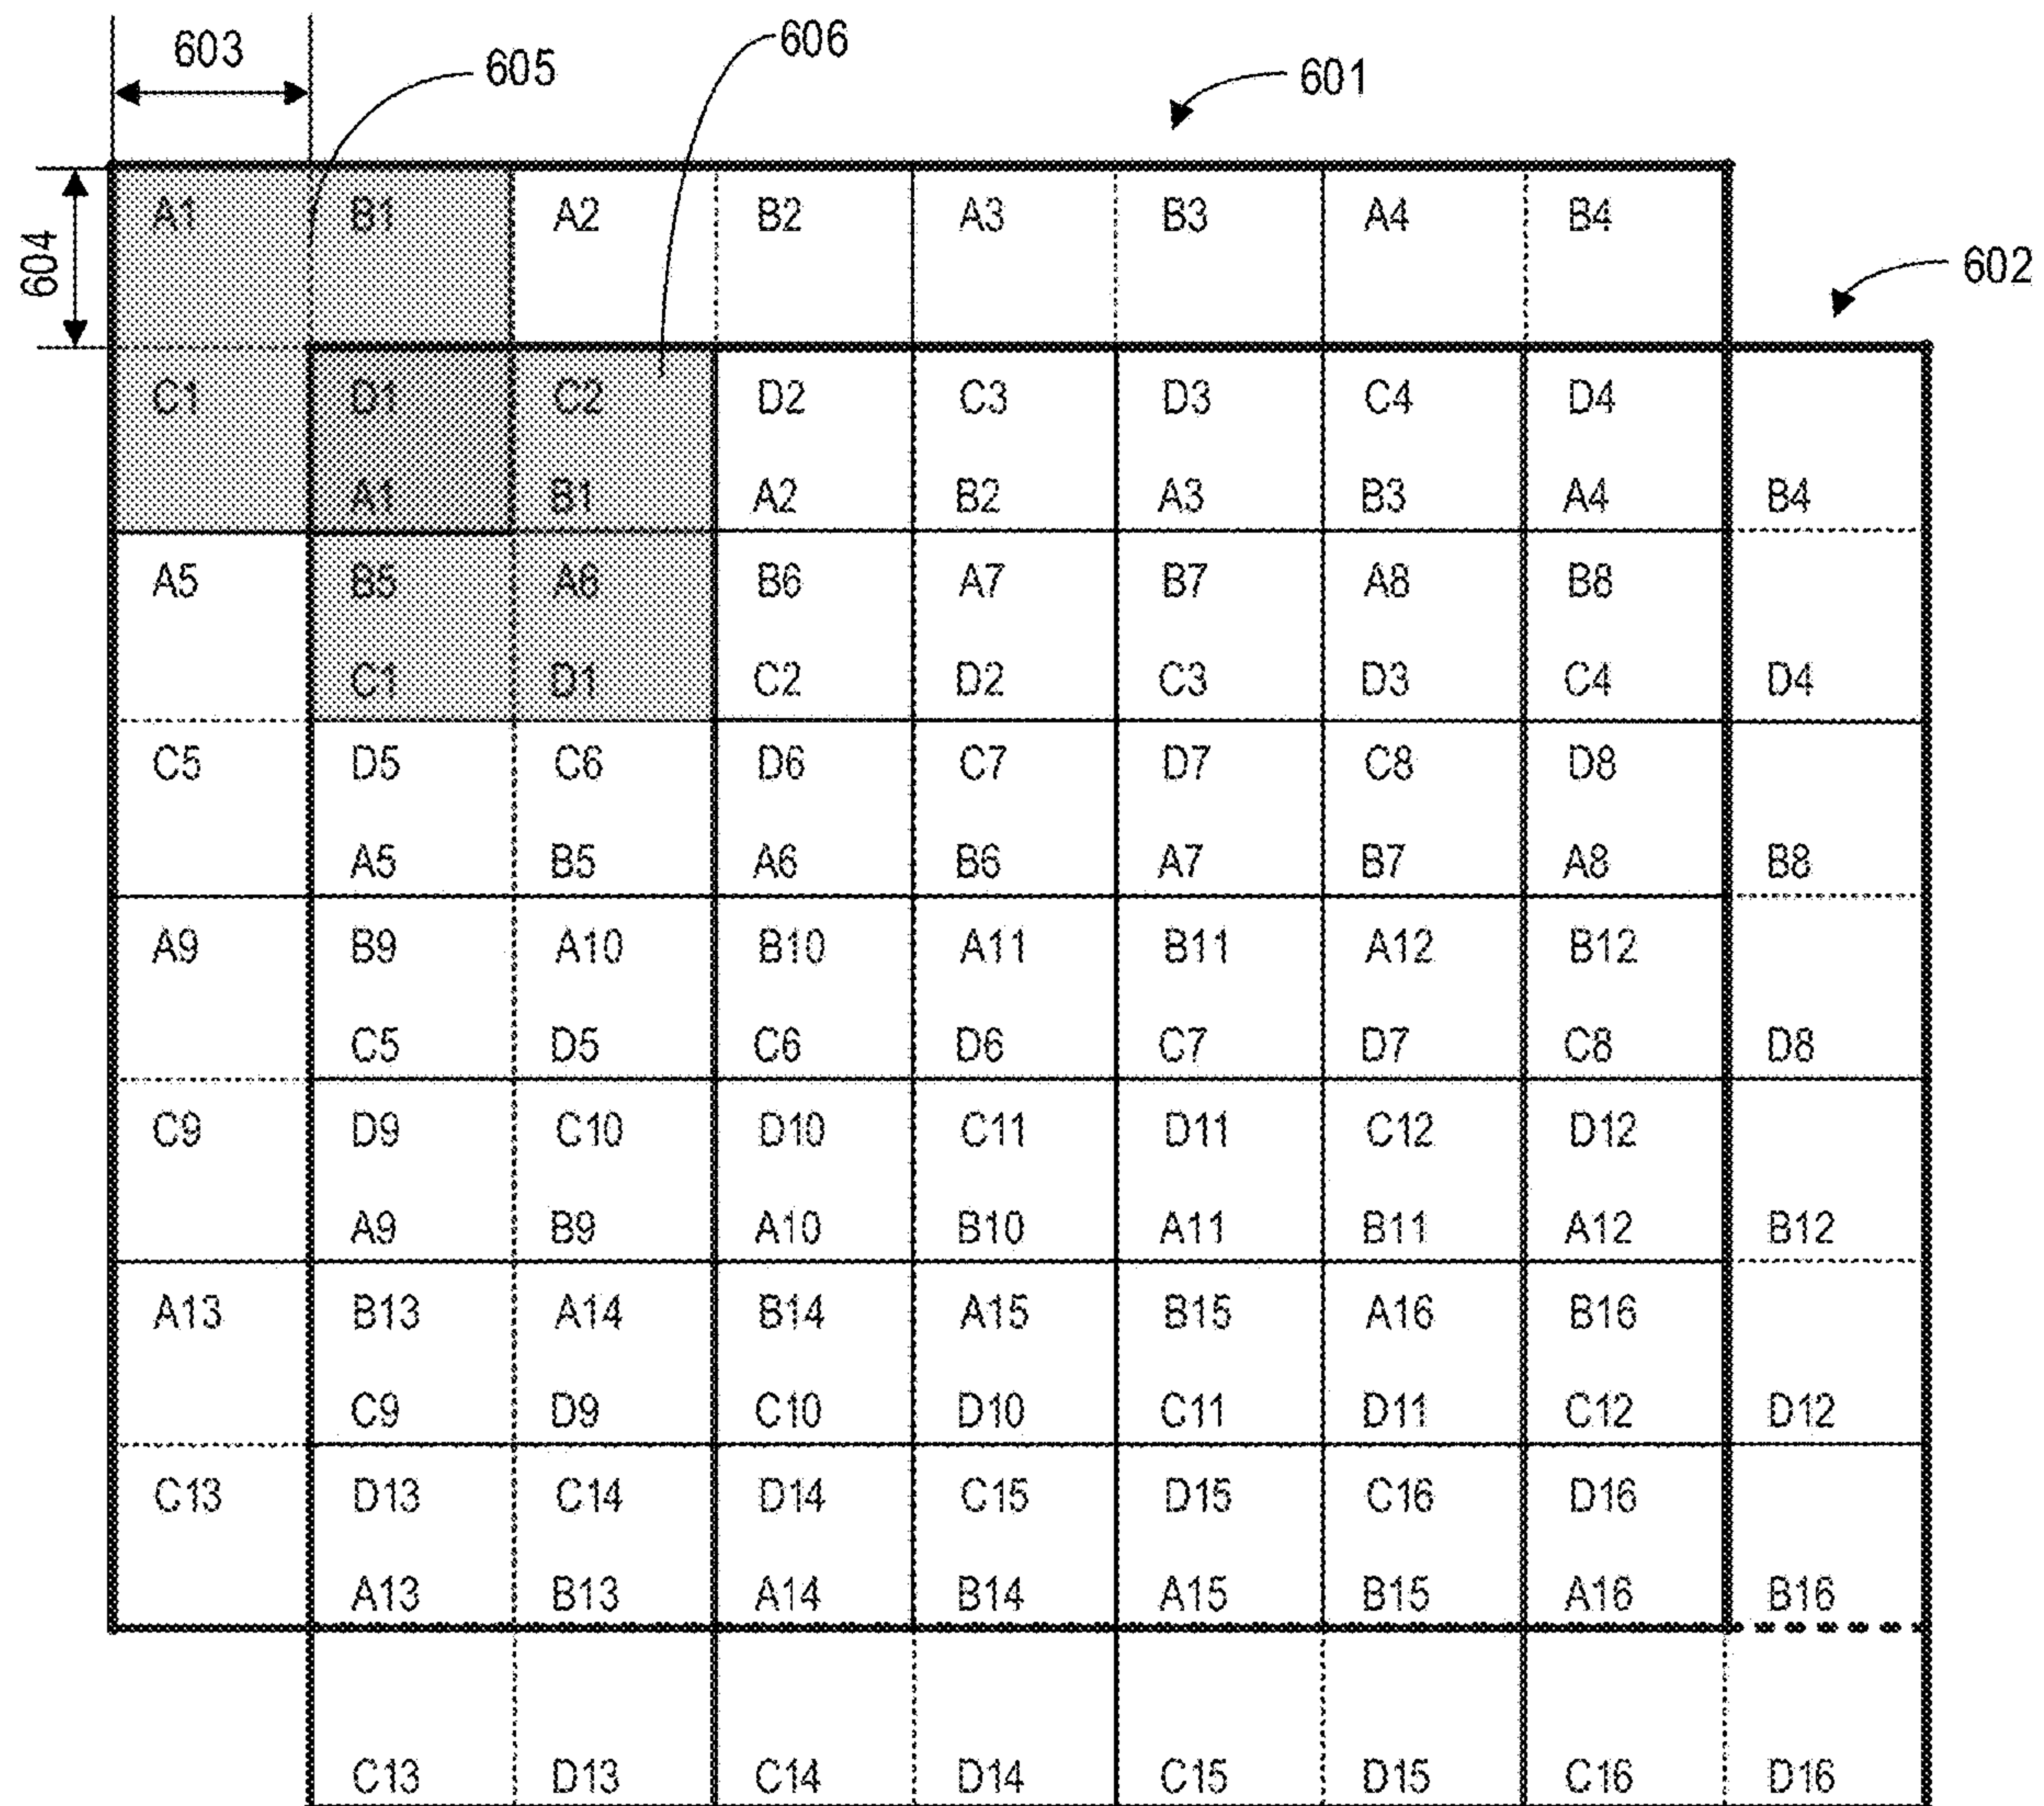 603
605
606
601
604
602
A1 B1 A2 B2 A3 B3 A4 B4
C1 D1 C2 D2 C3 D3 C4 D4
A1 B1 A2 B2 A3 B3 A4 B4
A5 B5 A6 B6 A7 B7 A8 B8
C1 D1 C2 D2 C3 D3 C4 D4
C5 D5 C6 D6 C7 D7 C8 D8
A5 B5 A6 B6 A7 B7 A8 B8
A9 B9 A10 B10 A11 B11 A12 B12
C5 D5 C6 D6 C7 D7 C8 D8
C9 D9 C10 D10 C11 D11 C12 D12
A9 B9 A10 B10 A11 B11 A12 B12
A13 B13 A14 B14 A15 B15 A16 B16
C9 D9 C10 D10 C11 D11 C12 D12
C13 D13 C14 D14 C15 D15 C16 D16
A13 B13 A14 B14 A15 B15 A16 B16
C13 D13 C14 D14 C15 D15 C16 D16